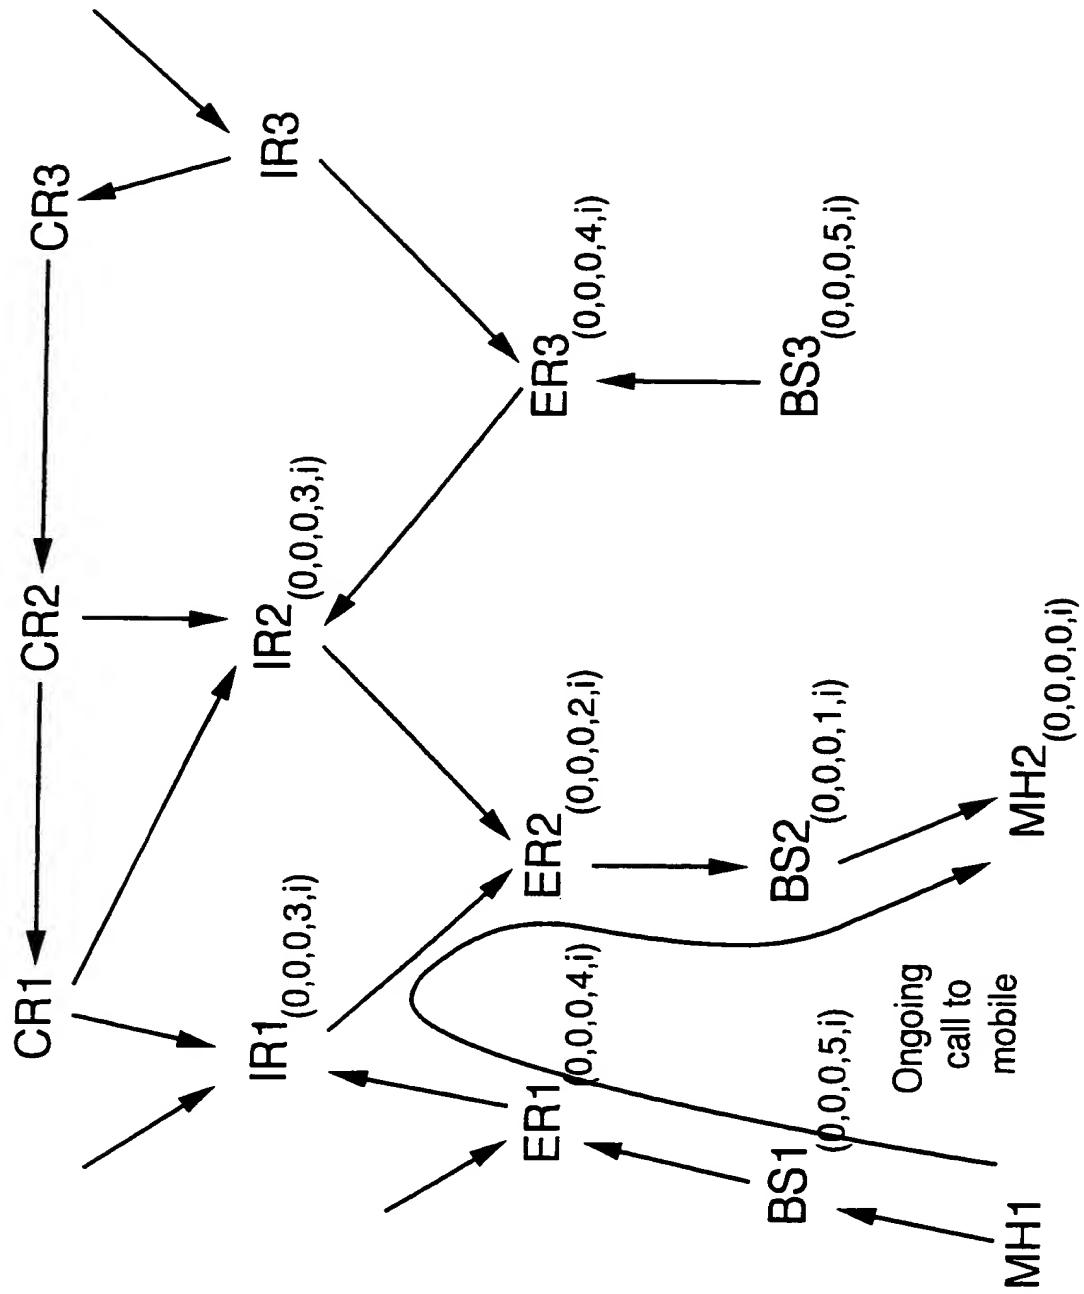 CR1
CR2
CR3
IR1(0,0,0,3,i)
IR2(0,0,0,3,i)
IR3
ER1(0,0,0,4,i)
ER2(0,0,0,2,i)
ER3(0,0,0,4,i)
BS1(0,0,0,5,i)
BS2(0,0,0,1,i)
BS3(0,0,0,5,i)
Ongoing
call to
mobile
MH1
MH2(0,0,0,0,i)